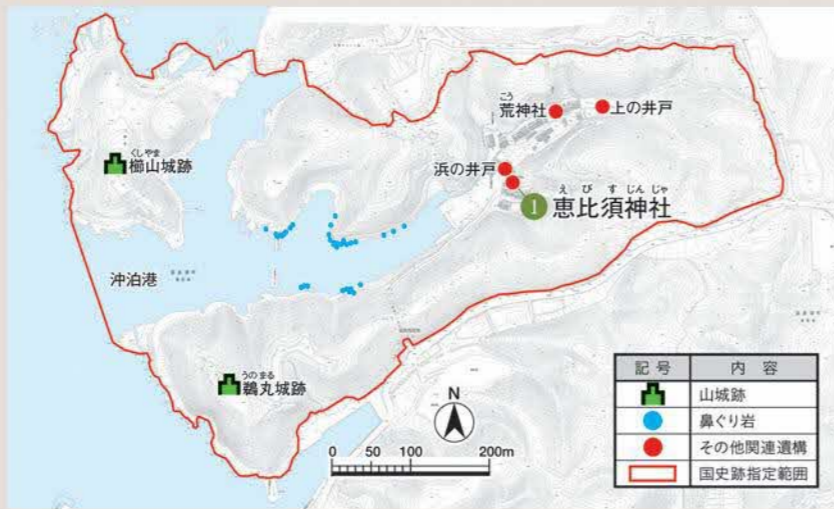 こう
荒神社
上の井戸
くしやま
櫛山城跡
浜の井戸
えびすじんじゃ
1 恵比須神社
沖泊港
うのまる
鵜丸城跡
N
0 50 100 200m
記号 内容
山城跡
鼻ぐり岩
その他関連遺構
国史跡指定範囲